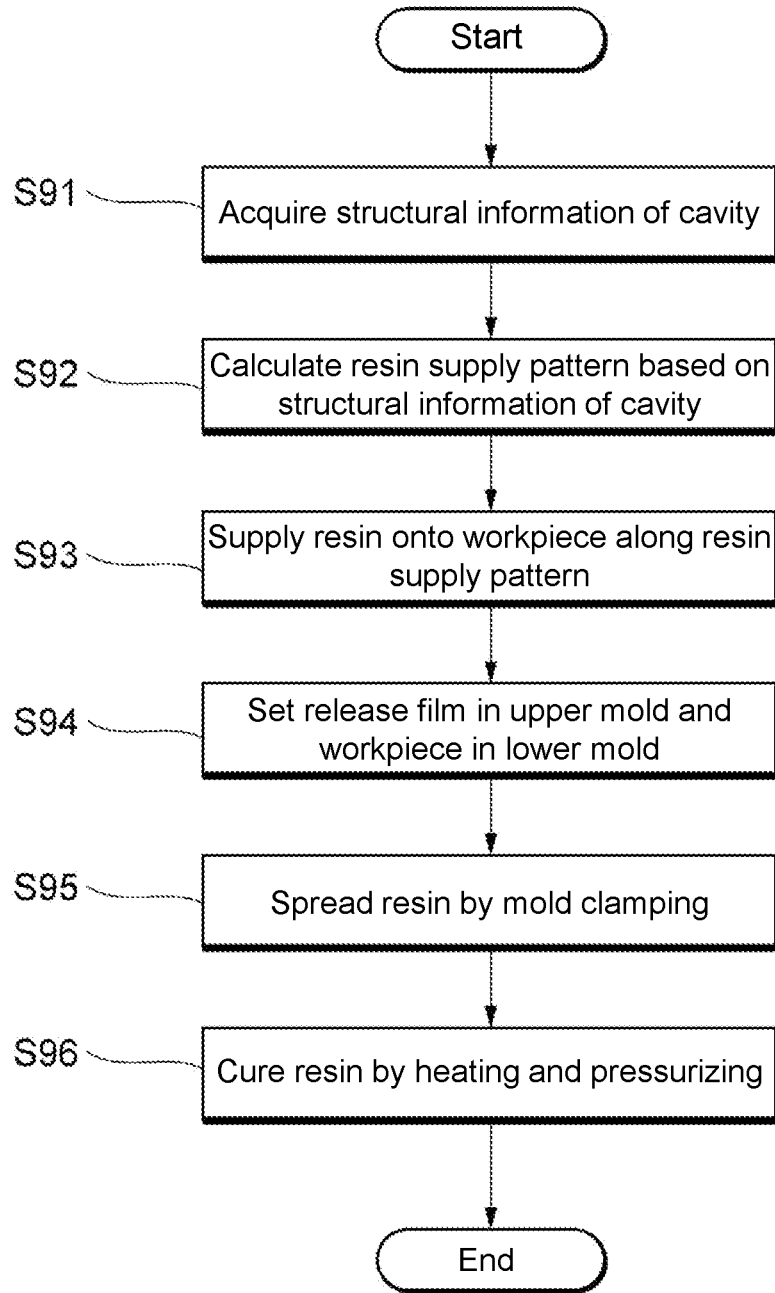 Start
S91
Acquire structural information of cavity
S92
Calculate resin supply pattern based on
structural information of cavity
S93
Supply resin onto workpiece along resin
supply pattern
S94
Set release film in upper mold and
workpiece in lower mold
S95
Spread resin by mold clamping
S96
Cure resin by heating and pressurizing
End